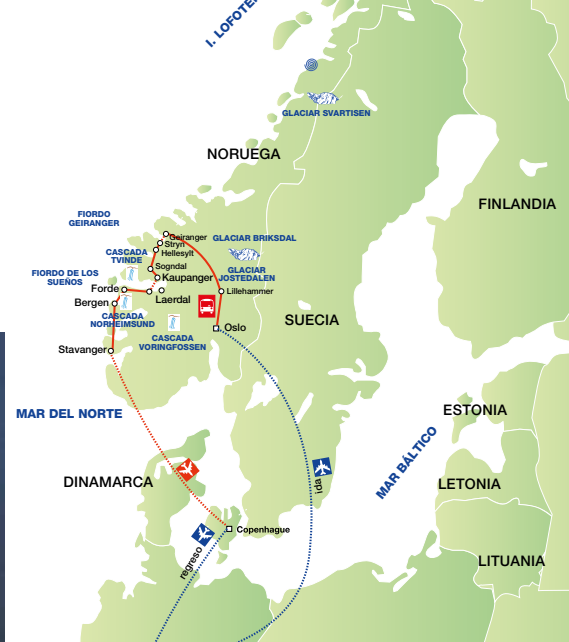 I. LOFOTEN
GLACIAR SVARTISEN
NORUEGA
FINLANDIA
FIORDO
GEIRANGER
Geiranger
GLACIAR BRIKSDAL
Stryn
Hellesylt
CASCADA
TVINDE
Sogndal
GLACIAR
JOSTEDALEN
FIORDO DE LOS
SUEÑOS
Kaupanger
Forde
Laerdal
Lillehammer
Bergen
CASCADA
NORHEIMSUND
Oslo
SUECIA
CASCADA
VORINGFOSSEN
Stavanger
MAR DEL NORTE
ESTONIA
MAR BÁLTICO
DINAMARCA
ida
LETONIA
Copenhague
regreso
LITUANIA